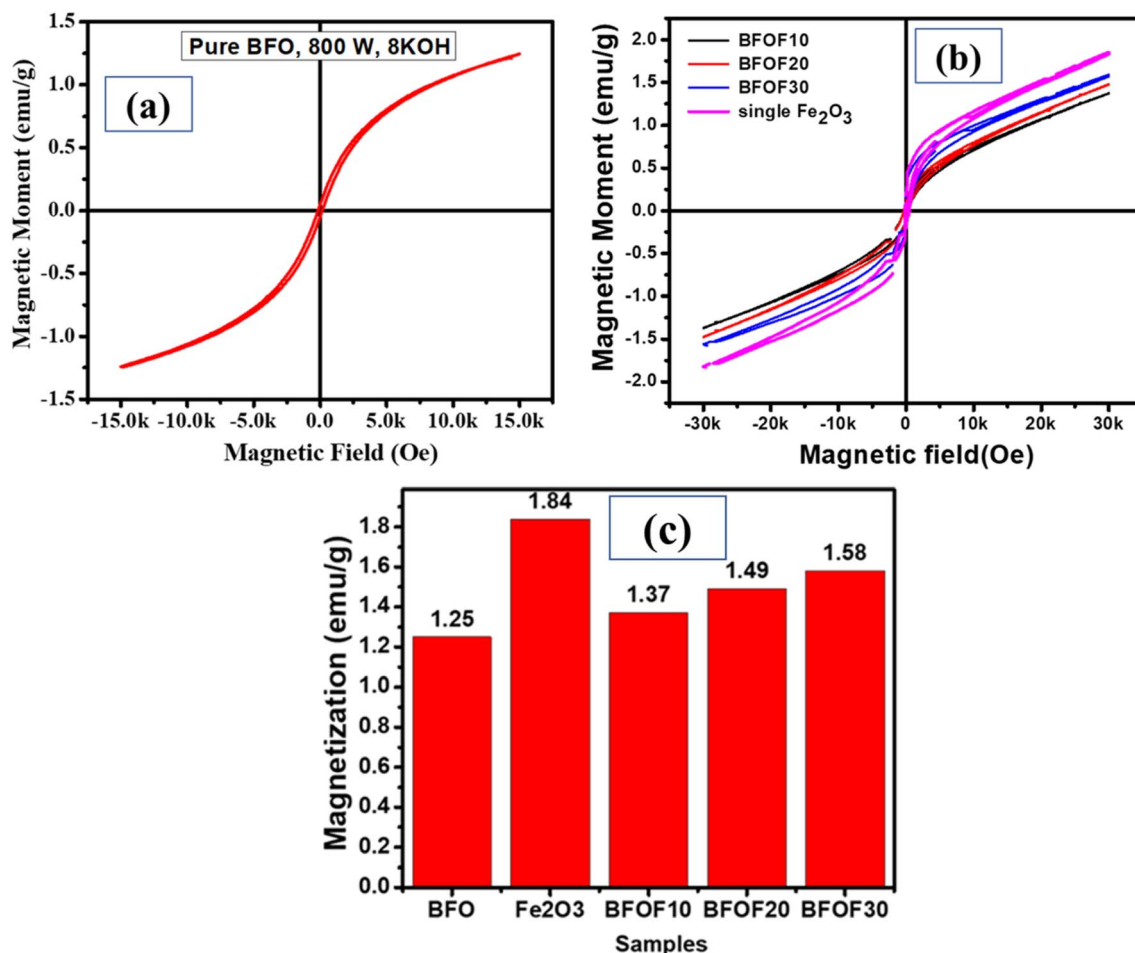 Pure BFO, 800 W, 8KOH
(a)
Magnetic Moment (emu/g)
1.5
1.0
0.5
0.0
-0.5
-1.0
-1.5
-15.0k -10.0k -5.0k 0.0 5.0k 10.0k 15.0k
Magnetic Field (Oe)
(b)
BFOF10
BFOF20
BFOF30
single Fe₂O₃
Magnetic Moment (emu/g)
2.0
1.5
1.0
0.5
0.0
-0.5
-1.0
-1.5
-2.0
-30k -20k -10k 0 10k 20k 30k
Magnetic field(Oe)
(c)
Magnetization (emu/g)
1.8
1.6
1.4
1.2
1.0
0.8
0.6
0.4
0.2
0.0
1.25
1.84
1.37
1.49
1.58
BFO Fe2O3 BFOF10 BFOF20 BFOF30
Samples